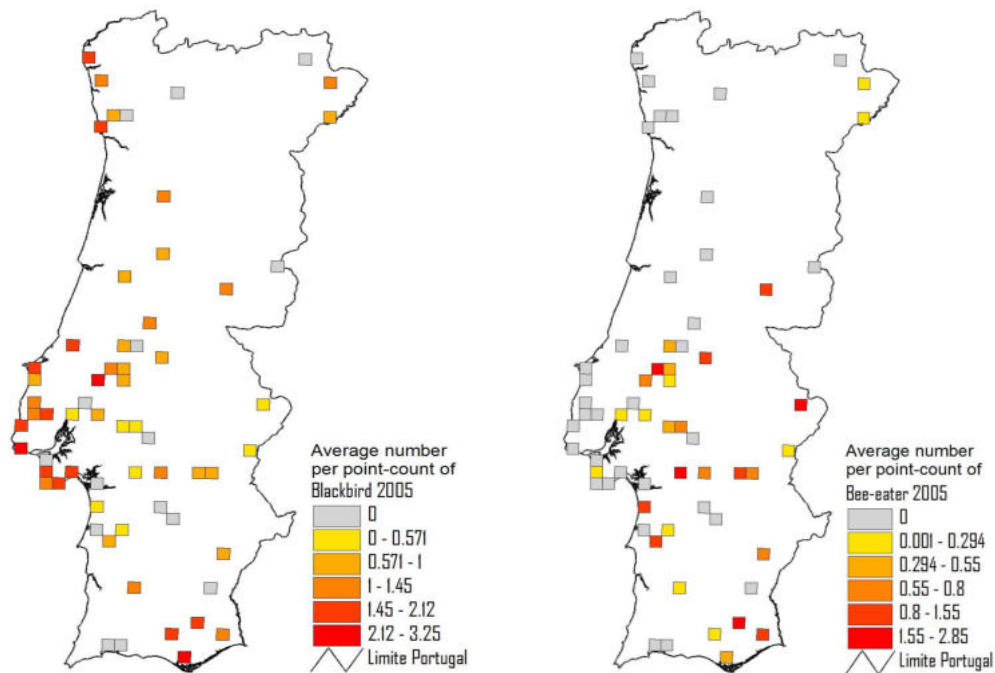 Average number
per point-count of
Blackbird 2005
0
0 - 0.571
0.571 - 1
1 - 1.45
1.45 - 2.12
2.12 - 3.25
Limite Portugal
Average number
per point-count of
Bee-eater 2005
0
0.001 - 0.294
0.294 - 0.55
0.55 - 0.8
0.8 - 1.55
1.55 - 2.85
Limite Portugal